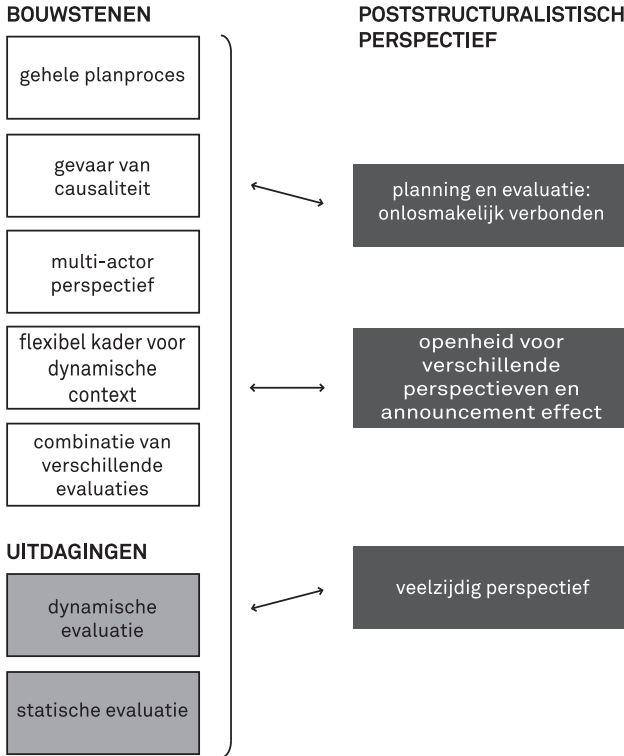 BOUWSTENEN
gehele planproces
gevaar van
causaliteit
multi-actor
perspectief
flexibel kader voor
dynamische
context
combinatie van
verschillende
evaluaties
UITDAGINGEN
dynamische
evaluatie
statische evaluatie
POSTSTRUCTURALISTISCH
PERSPECTIEF
planning en evaluatie:
onlosmakelijk verbonden
openheid voor
verschillende
perspectieven en
announcement effect
veelzijdig perspectief